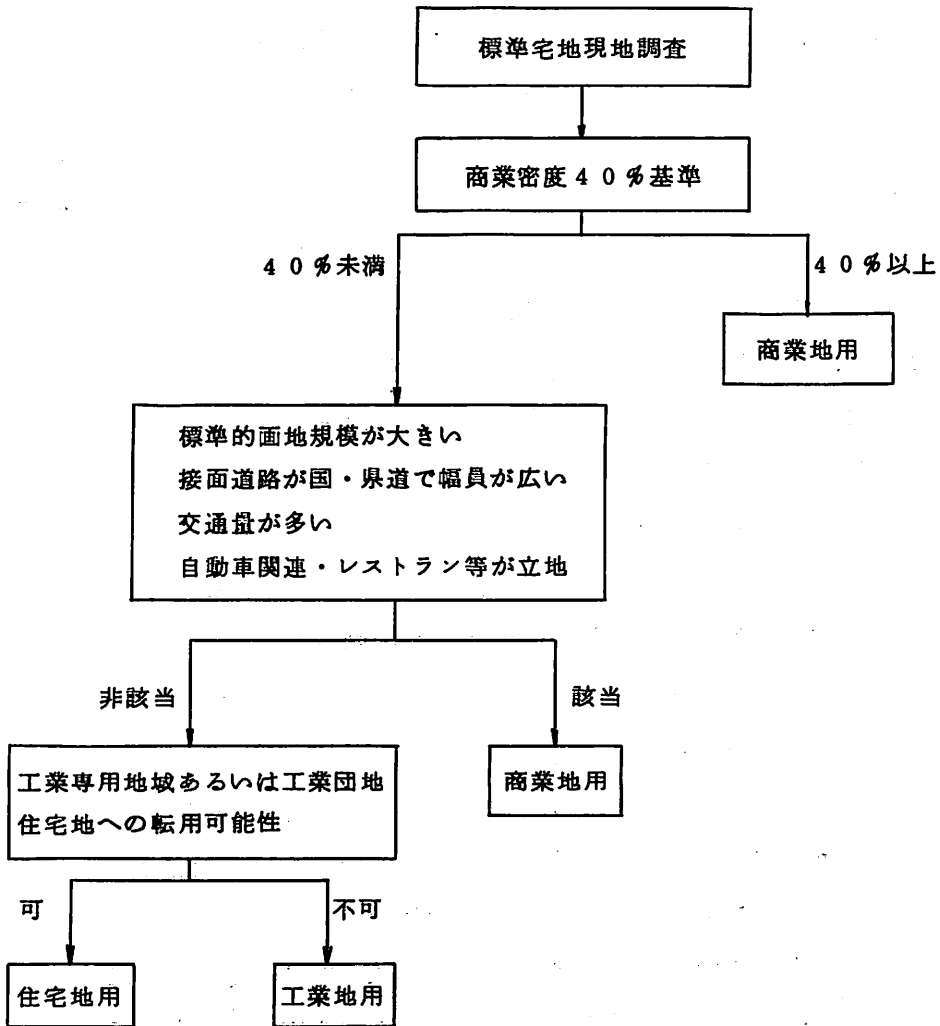 標準宅地現地調査
商業密度40%基準
40%未満
40%以上
商業地用
標準的画地規模が大きい
接面道路が国・県道で幅員が広い
交通量が多い
自動車関連・レストラン等が立地
非該当
該当
工業専用地域あるいは工業団地
住宅地への転用可能性
商業地用
可
不可
住宅地用
工業地用